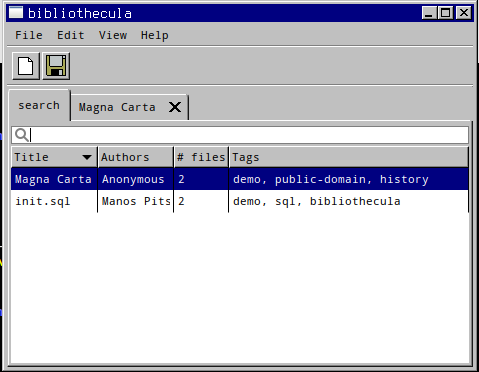 bibliothecula
File Edit View Help
search Magna Carta
Title Authors # files Tags
Magna Carta Anonymous 2 demo, public-domain, history
init.sql Manos Pits 2 demo, sql, bibliothecula